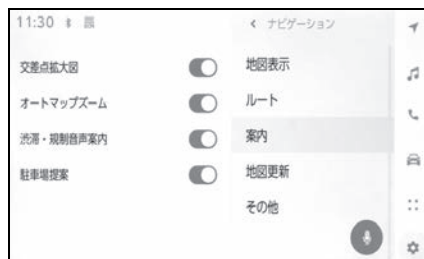 11:30
交差点拡大図
オートマップズーム
渋滞・規制音声案内
駐車場提案
ナビゲーション
地図表示
ルート
案内
地図更新
その他